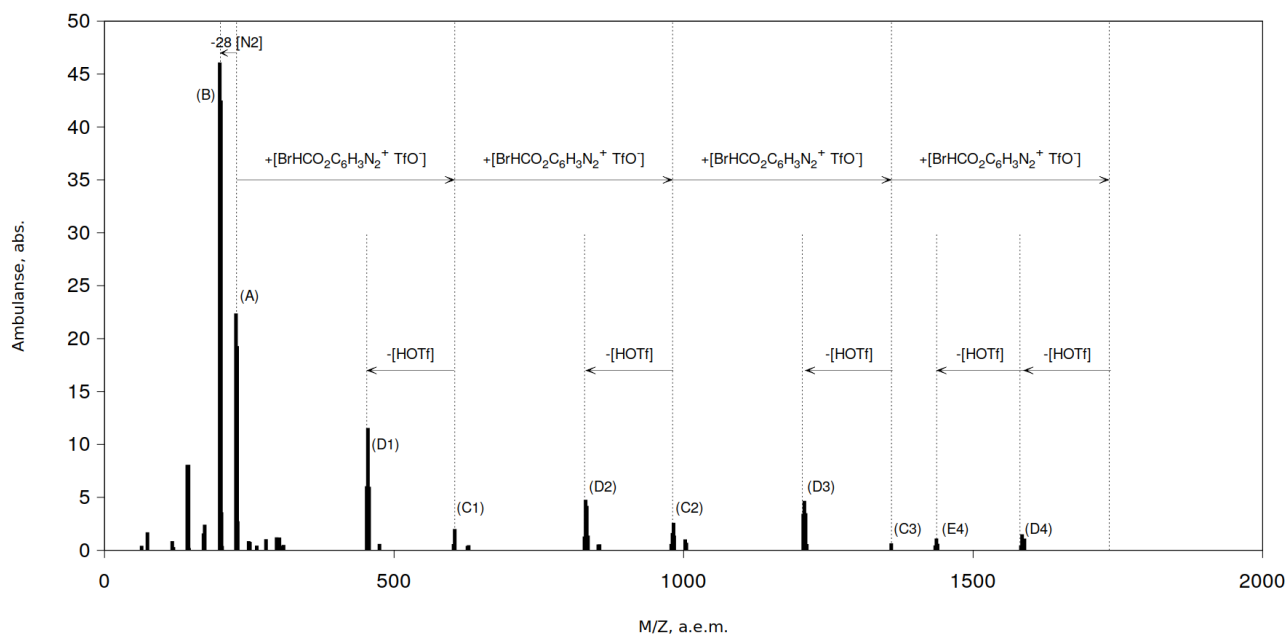 50
45
40
35
30
25
20
15
10
5
0
0
500
1000
1500
2000
Ambulanse, abs.
M/Z, a.e.m.
-28 [N2]
(B)
(A)
+[BrHCO₂C₆H₃N₂⁺ TfO⁻]
+[BrHCO₂C₆H₃N₂⁺ TfO⁻]
+[BrHCO₂C₆H₃N₂⁺ TfO⁻]
+[BrHCO₂C₆H₃N₂⁺ TfO⁻]
-[HOTf]
-[HOTf]
-[HOTf]
-[HOTf]
-[HOTf]
(D1)
(C1)
(D2)
(C2)
(D3)
(C3)
(E4)
(D4)